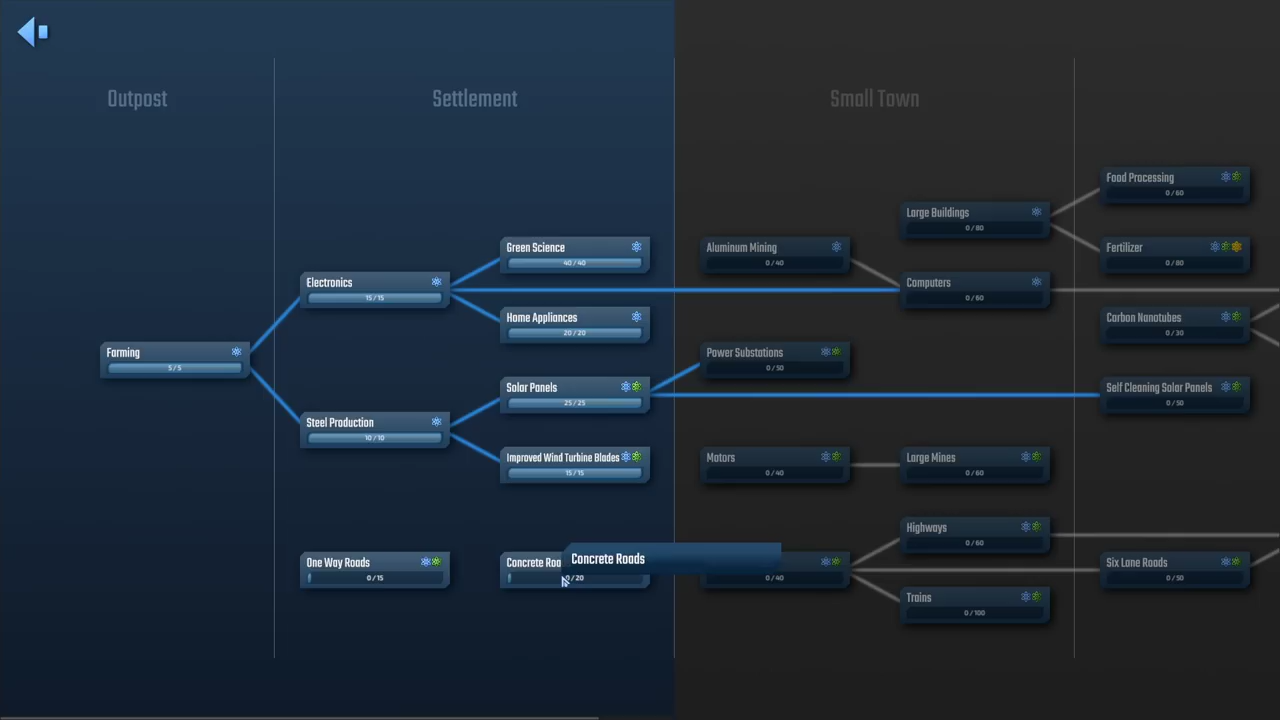 Outpost
Settlement
Small Town
Farming
5/5
Electronics
15/15
Steel Production
10/10
One Way Roads
0/15
Green Science
40/40
Home Appliances
20/20
Solar Panels
25/25
Improved Wind Turbine Blades
15/15
Concrete Roa
0/20
Concrete Roads
Aluminum Mining
0/40
Power Substations
0/50
Motors
0/40
0/40
Large Buildings
0/80
Computers
0/60
Large Mines
0/60
Highways
0/60
Trains
0/100
Food Processing
0/60
Fertilizer
0/80
Carbon Nanotubes
0/30
Self Cleaning Solar Panels
0/50
Six Lane Roads
0/50